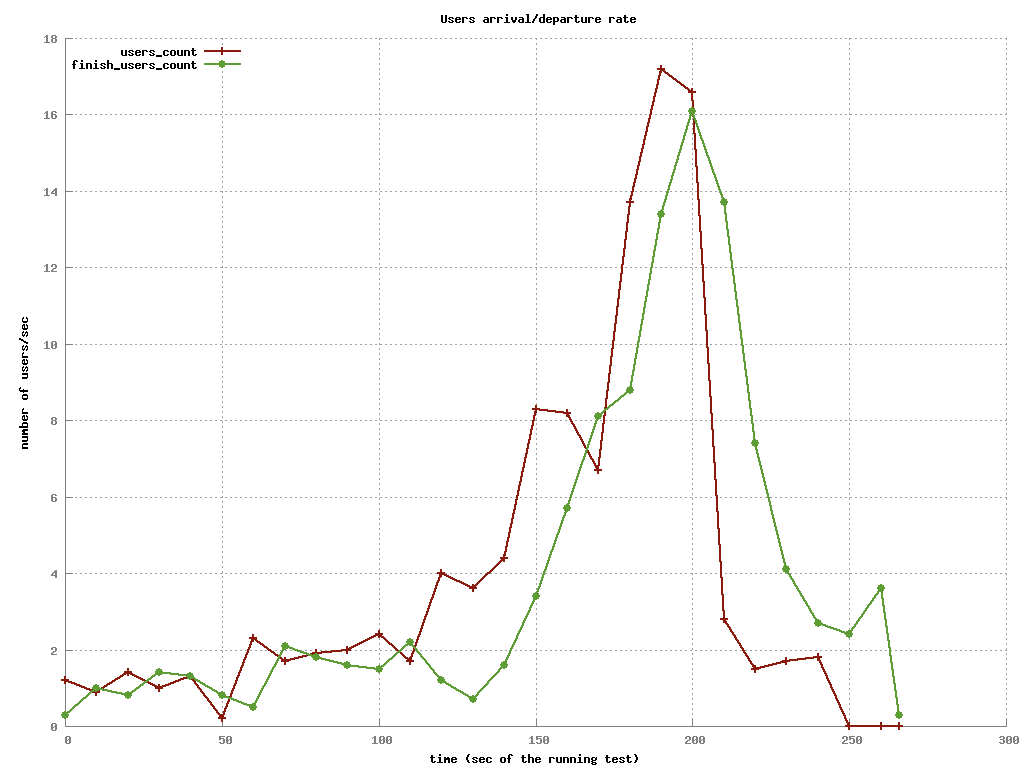 Users arrival/departure rate
users_count
finish_users_count
number of users/sec
18
16
14
12
10
8
6
4
2
0
0 50 100 150 200 250 300
time (sec of the running test)